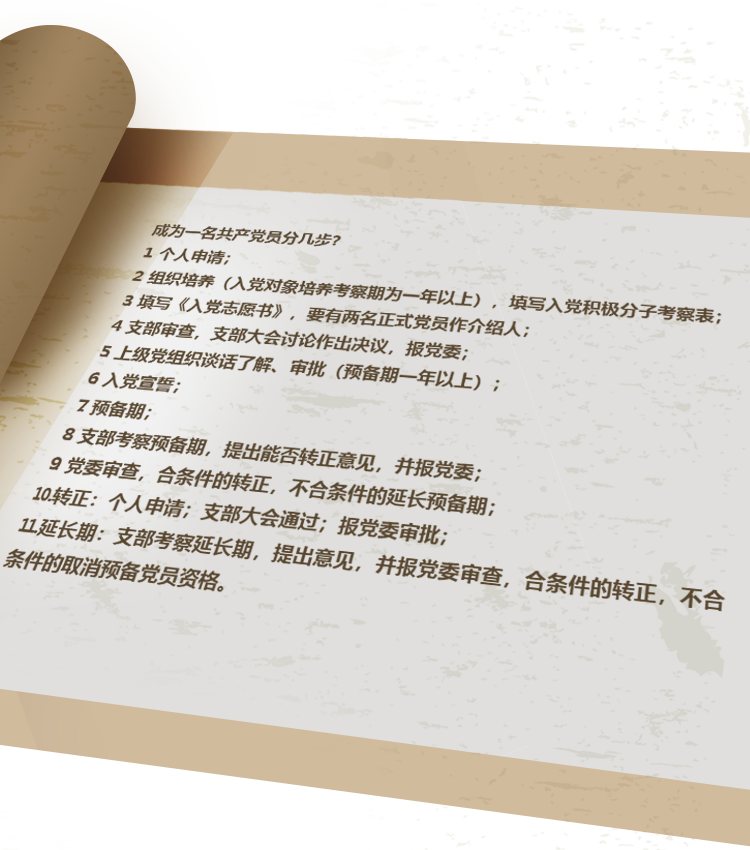 成为一名共产党员分几步?
1 个人申请；
2 组织培养（入党对象培养考察期为一年以上），填写入党积极分子考察表；
3 填写《入党志愿书》，要有两名正式党员作介绍人；
4 支部审查，支部大会讨论作出决议，报党委；
5 上级党组织谈话了解、审批（预备期一年以上）；
6 入党宣誓；
7 预备期；
8 支部考察预备期，提出能否转正意见，并报党委；
9 党委审查，合条件的转正，不合条件的延长预备期；
10.转正：个人申请；支部大会通过；报党委审批；
11.延长期：支部考察延长期，提出意见，并报党委审查，合条件的转正，不合
条件的取消预备党员资格。